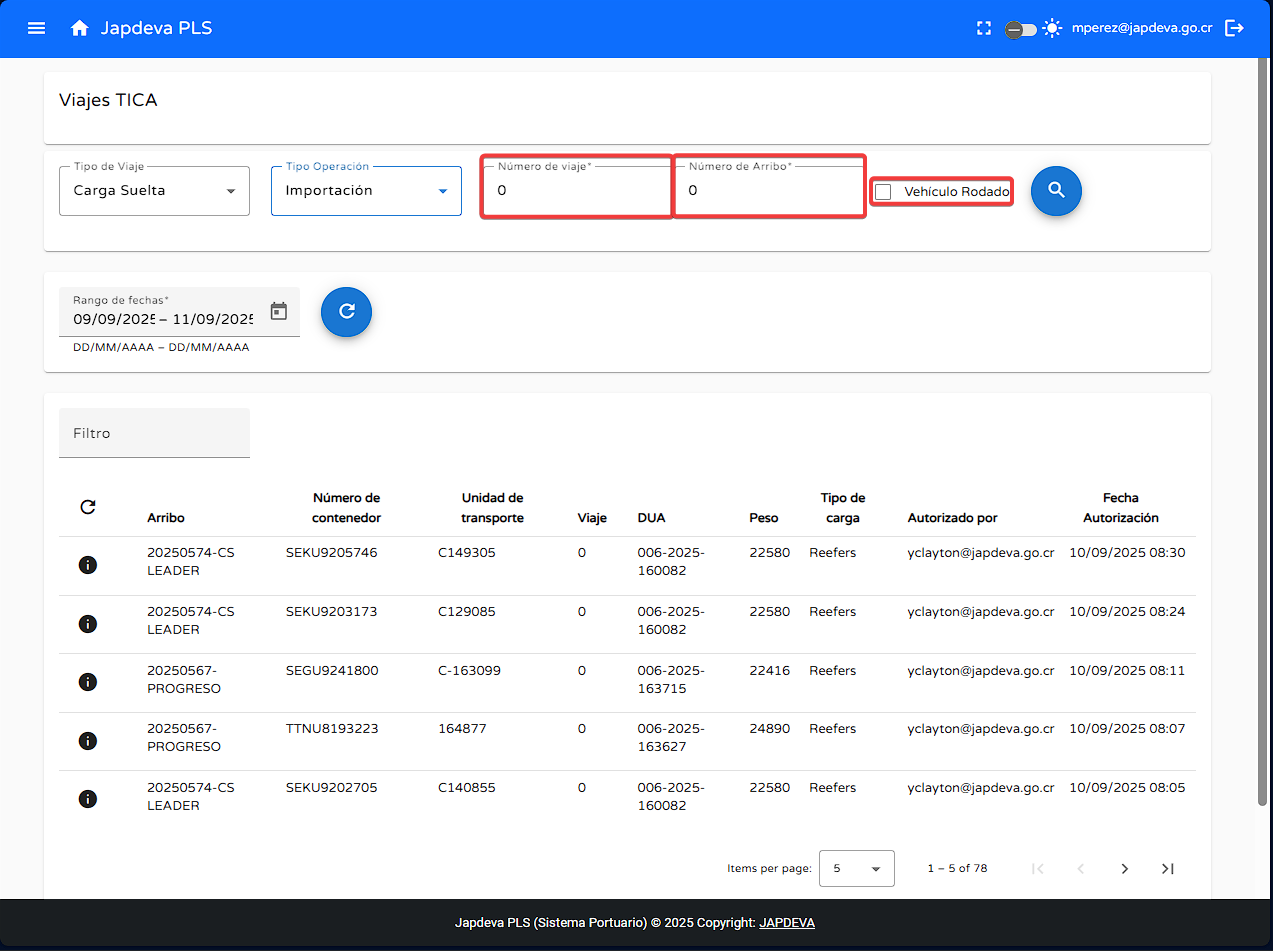 Japdeva PLS
mperez@japdeva.go.cr
Viajes TICA
Tipo de Viaje
Carga Suelta
Tipo Operación
Importación
Número de viaje*
0
Número de Arribo*
0
Vehículo Rodado
Rango de fechas*
09/09/2025 – 11/09/2025
DD/MM/AAAA – DD/MM/AAAA
Filtro
Arribo Número de contenedor Unidad de transporte Viaje DUA Peso Tipo de carga Autorizado por Fecha Autorización
20250574-CS LEADER SEKU9205746 C149305 0 006-2025-160082 22580 Reefers yclayton@japdeva.go.cr 10/09/2025 08:30
20250574-CS LEADER SEKU9203173 C129085 0 006-2025-160082 22580 Reefers yclayton@japdeva.go.cr 10/09/2025 08:24
20250567-PROGRESO SEGU9241800 C-163099 0 006-2025-163715 22416 Reefers yclayton@japdeva.go.cr 10/09/2025 08:11
20250567-PROGRESO TTNU8193223 164877 0 006-2025-163627 24890 Reefers yclayton@japdeva.go.cr 10/09/2025 08:07
20250574-CS LEADER SEKU9202705 C140855 0 006-2025-160082 22580 Reefers yclayton@japdeva.go.cr 10/09/2025 08:05
Items per page: 5 1 – 5 of 78
Japdeva PLS (Sistema Portuario) © 2025 Copyright: JAPDEVA